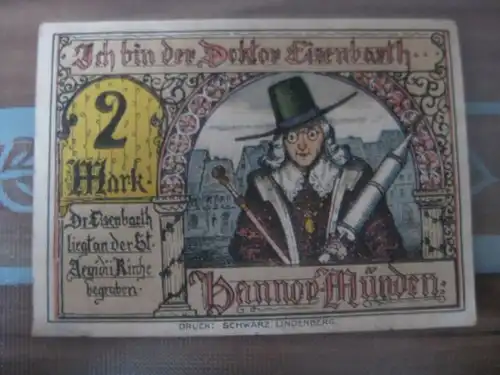 Ich bin der Doktor Eisenbarth..
2
Mark
Dr. Eisenbarth
liegt an der St.
Aegidi Kirche
begraben.
Hannov. Münden.
DRUCK: SCHWARZ LINDENBERG.